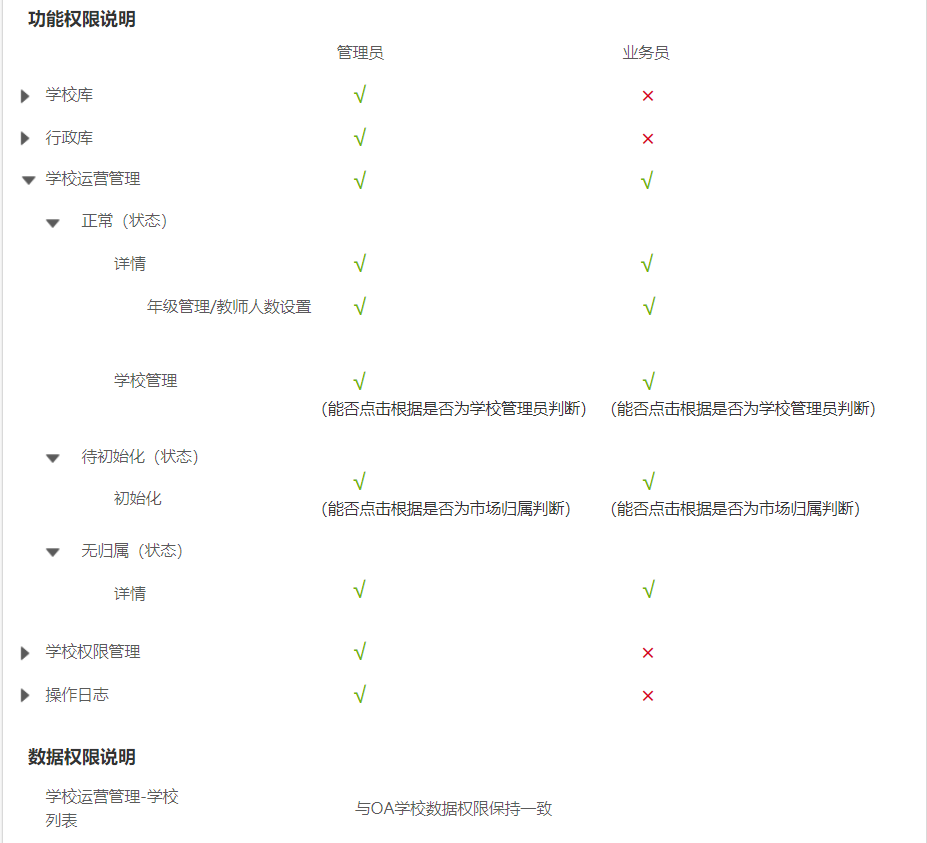 功能权限说明
管理员 业务员
学校库 √ ×
行政库 √ ×
学校运营管理 √ √
正常（状态）
详情 √ √
年级管理/教师人数设置 √ √
学校管理 √ √
（能否点击根据是否为学校管理员判断） （能否点击根据是否为学校管理员判断）
待初始化（状态）
初始化 √ √
（能否点击根据是否为市场归属判断） （能否点击根据是否为市场归属判断）
无归属（状态）
详情 √ √
学校权限管理 √ ×
操作日志 √ ×
数据权限说明
学校运营管理-学校
列表
与OA学校数据权限保持一致